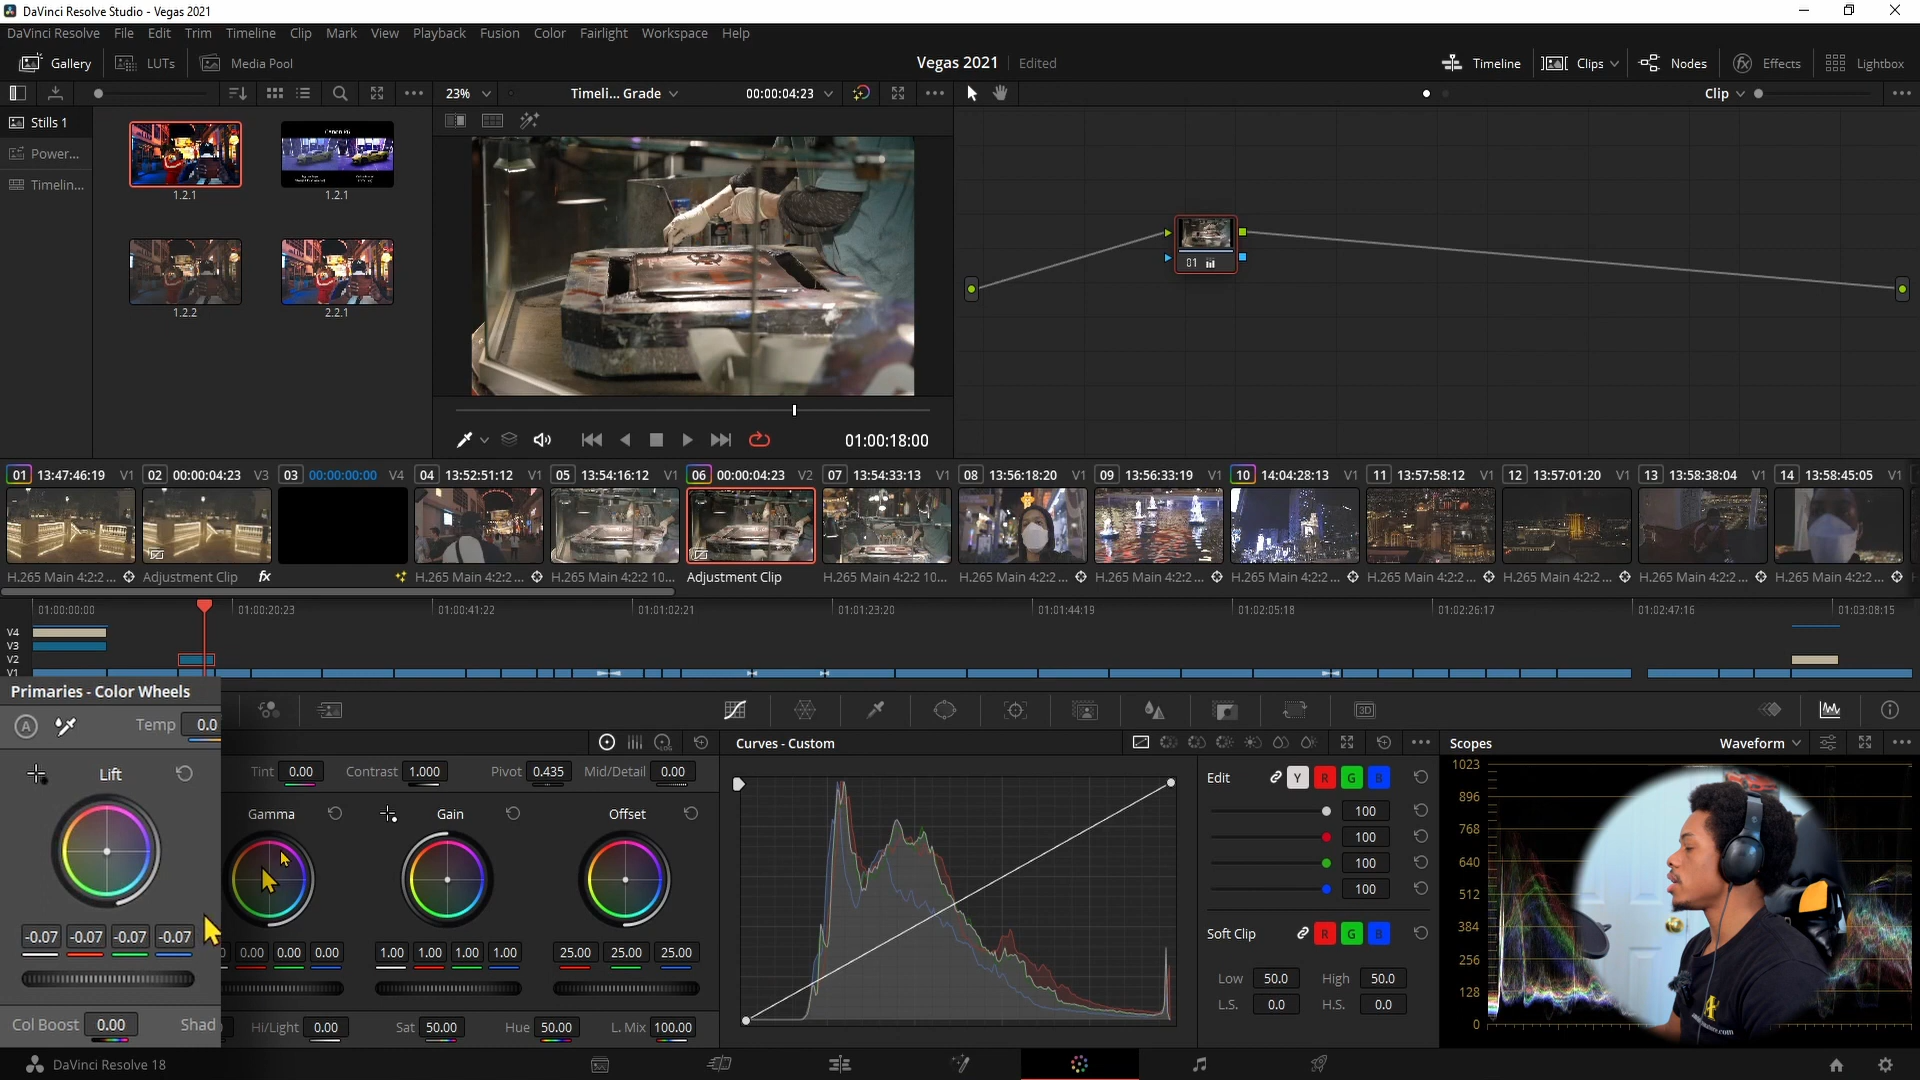 DaVinci Resolve Studio - Vegas 2021
DaVinci Resolve File Edit Trim Timeline Clip Mark View Playback Fusion Color Fairlight Workspace Help
Gallery LUTs Media Pool Vegas 2021 Edited Timeline Clips Nodes Effects Lightbox
23% Timeli... Grade 00:00:04:23 Clip
Stills 1
Power...
Timelin...
1.2.1 1.2.1
1.2.2 2.2.1
01
01:00:18:00
01 13:47:46:19 V1 02 00:00:04:23 V3 03 00:00:00:00 V4 04 13:52:51:12 V1 05 13:54:16:12 V1 06 00:00:04:23 V2 07 13:54:33:13 V1 08 13:56:18:20 V1 09 13:56:33:19 V1 10 14:04:28:13 V1 11 13:57:58:12 V1 12 13:57:01:20 V1 13 13:58:38:04 V1 14 13:58:45:05 V1
H.265 Main 4:2:2 ... Adjustment Clip fx H.265 Main 4:2:2 ... H.265 Main 4:2:2 10... Adjustment Clip H.265 Main 4:2:2 10... H.265 Main 4:2:2 ... H.265 Main 4:2:2 ... H.265 Main 4:2:2 ... H.265 Main 4:2:2 ... H.265 Main 4:2:2 ... H.265 Main 4:2:2 ... H.265 Main 4:2:2 ...
01:00:00:00 01:00:20:23 01:00:41:22 01:01:02:21 01:01:23:20 01:01:44:19 01:02:05:18 01:02:26:17 01:02:47:16 01:03:08:15
V4
V3
V2
V1
Primaries - Color Wheels
A Temp 0.0
3D
Curves - Custom
Scopes Waveform
Tint 0.00 Contrast 1.000 Pivot 0.435 Mid/Detail 0.00
Lift Gamma Gain Offset
-0.07 -0.07 -0.07 -0.07
0.00 0.00 0.00 1.00 1.00 1.00 1.00 25.00 25.00 25.00
Col Boost 0.00 Shad Hi/Light 0.00 Sat 50.00 Hue 50.00 L. Mix 100.00
Edit Y R G B
100
100
100
100
Soft Clip R G B
Low 50.0 High 50.0
L.S. 0.0 H.S. 0.0
1023
896
768
640
512
384
256
128
0
DaVinci Resolve 18